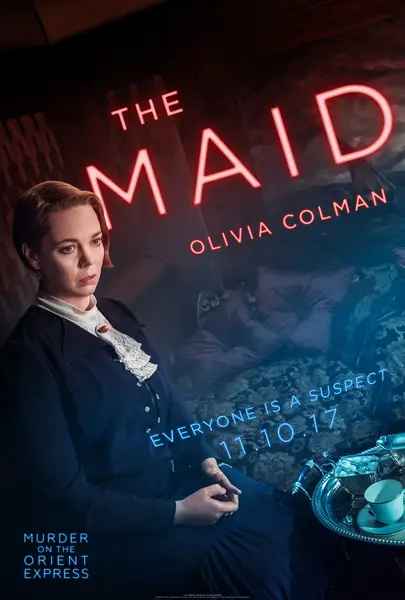 THE
MAID
OLIVIA COLMAN
EVERYONE IS A SUSPECT
11.10.17
MURDER
ON THE
ORIENT
EXPRESS